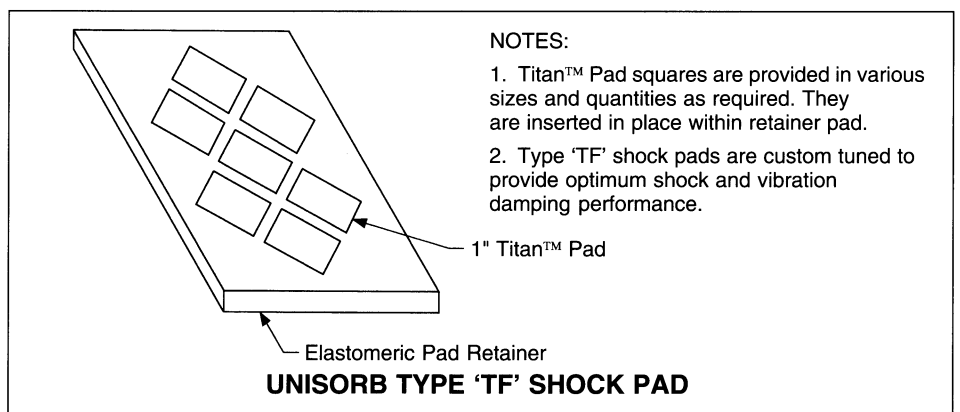 NOTES:
1. Titan™ Pad squares are provided in various
sizes and quantities as required. They
are inserted in place within retainer pad.
2. Type 'TF' shock pads are custom tuned to
provide optimum shock and vibration
damping performance.
1" Titan™ Pad
Elastomeric Pad Retainer
UNISORB TYPE 'TF' SHOCK PAD